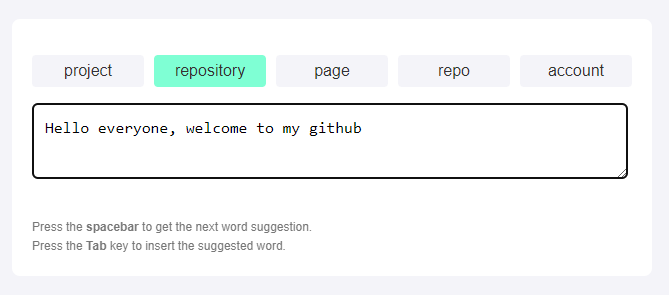 project repository page repo account
Hello everyone, welcome to my github
Press the spacebar to get the next word suggestion.
Press the Tab key to insert the suggested word.